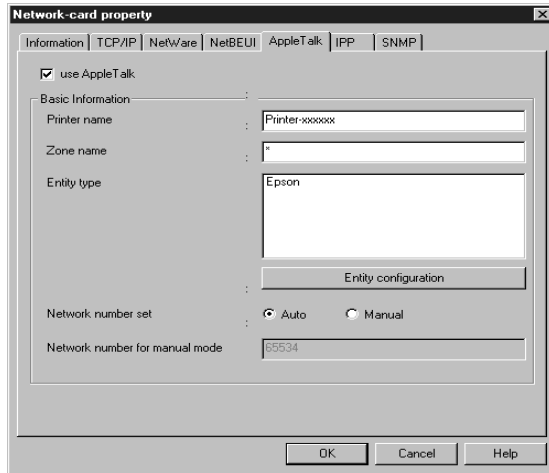 Network-card property
Information TCP/IP NetWare NetBEUI AppleTalk IPP SNMP
use AppleTalk
Basic Information :
Printer name : Printer-xxxxxx
Zone name : *
Entity type Epson
Entity configuration
:
Network number set : Auto Manual
Network number for manual mode 65534
OK Cancel Help